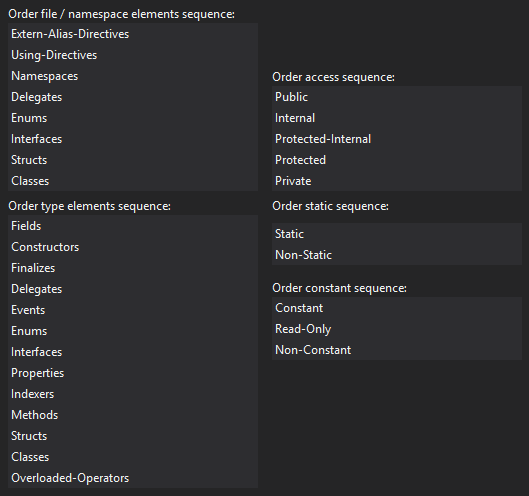 Order file / namespace elements sequence:
Extern-Alias-Directives
Using-Directives
Namespaces
Delegates
Enums
Interfaces
Structs
Classes
Order type elements sequence:
Fields
Constructors
Finalizes
Delegates
Events
Enums
Interfaces
Properties
Indexers
Methods
Structs
Classes
Overloaded-Operators
Order access sequence:
Public
Internal
Protected-Internal
Protected
Private
Order static sequence:
Static
Non-Static
Order constant sequence:
Constant
Read-Only
Non-Constant